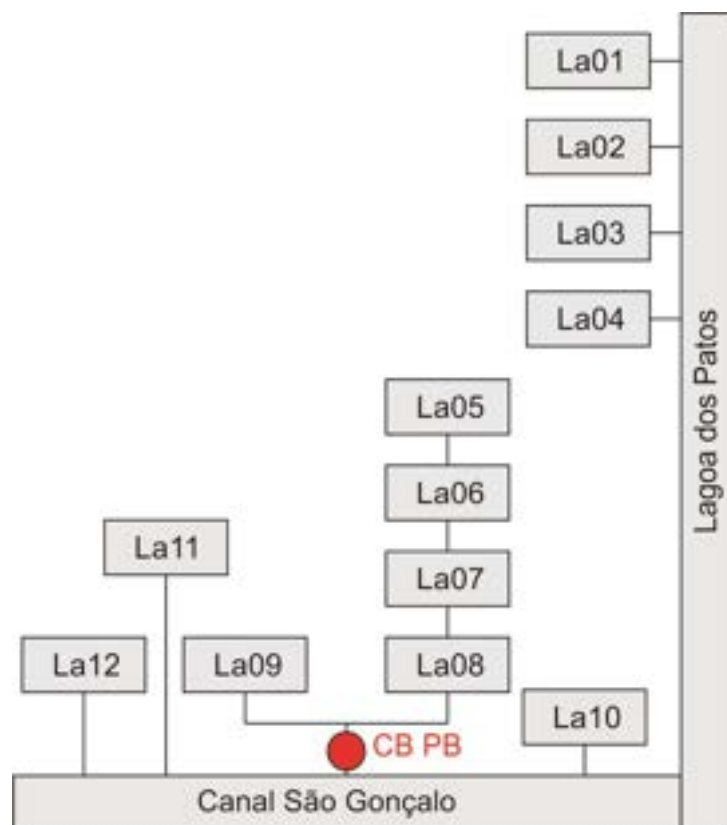 La01
La02
La03
La04
Lagoa dos Patos
La05
La06
La11
La07
La12
La09
La08
La10
CB PB
Canal São Gonçalo